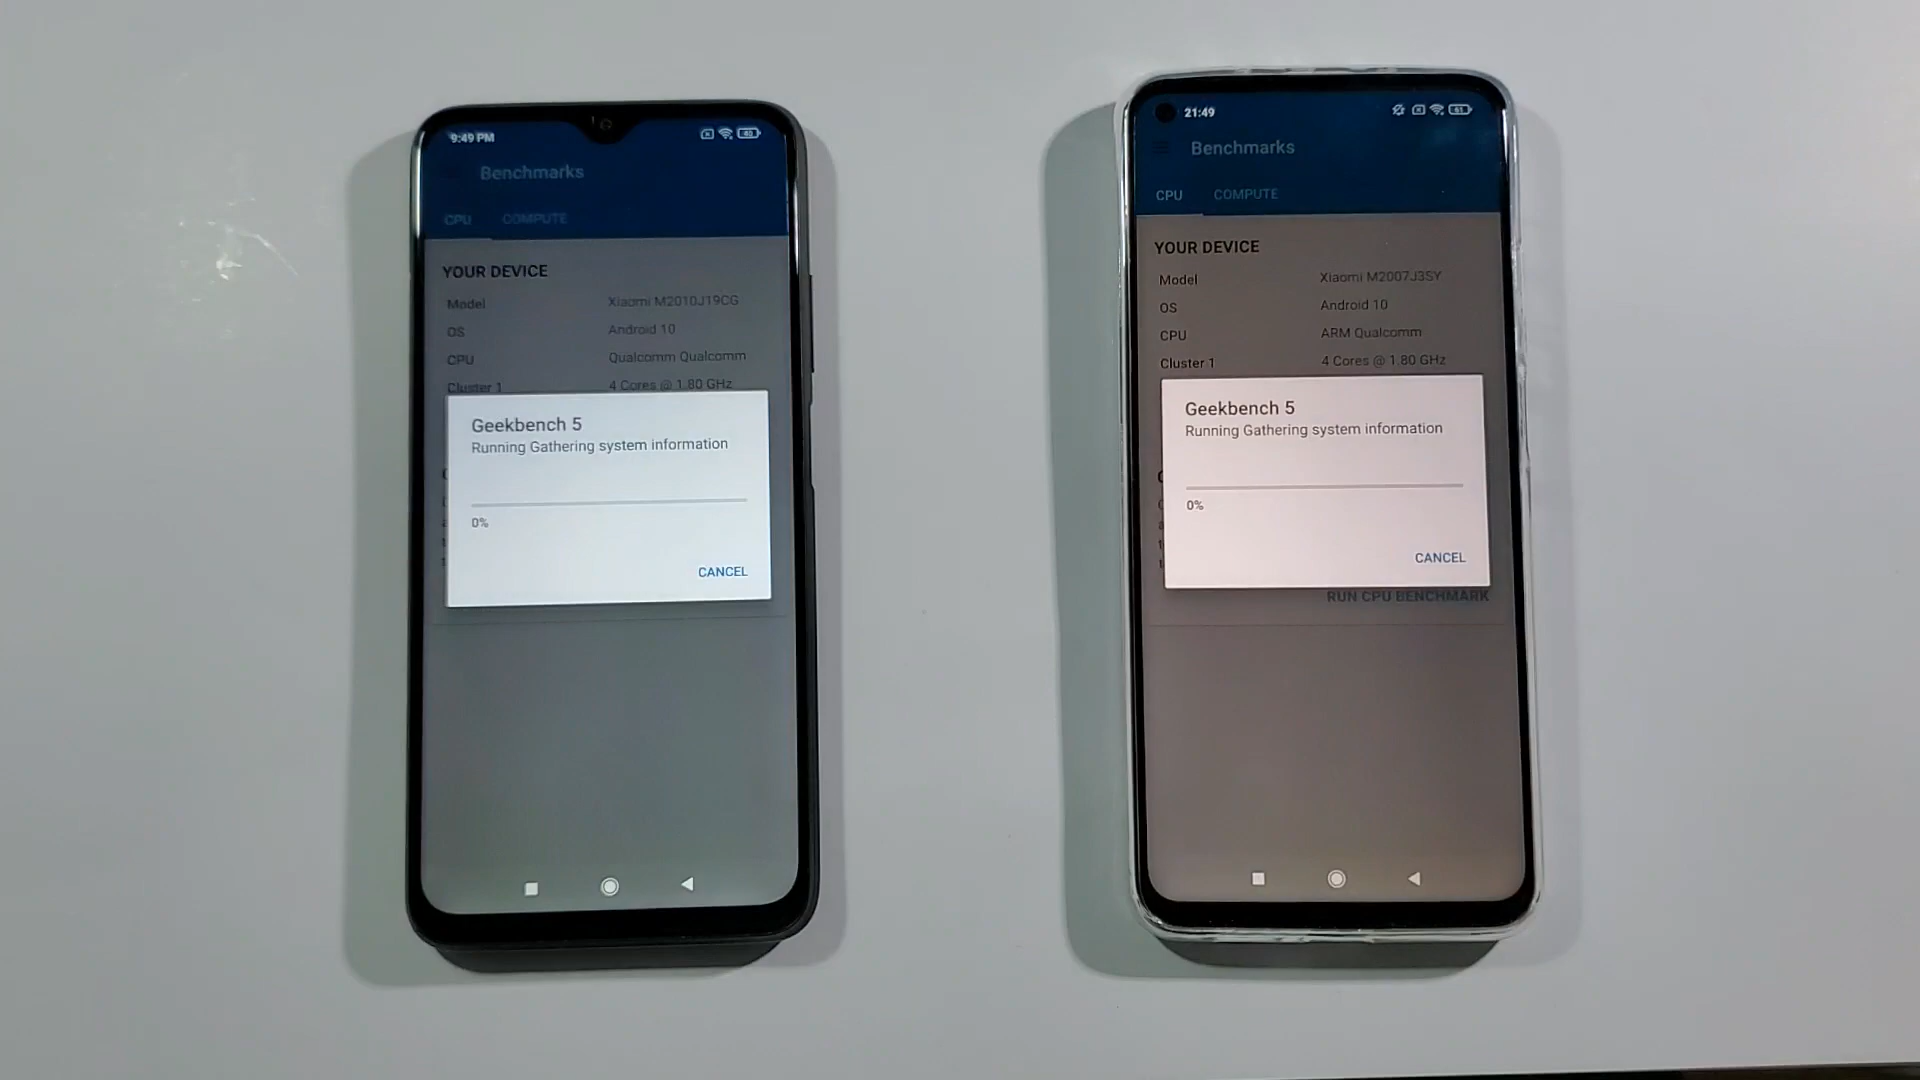 9:49 PM
40
Benchmarks
CPU
COMPUTE
YOUR DEVICE
Model
Xiaomi M2010J19CG
OS
Android 10
CPU
Qualcomm Qualcomm
Cluster 1
4 Cores @ 1.80 GHz
Geekbench 5
Running Gathering system information
0%
CANCEL
21:49
61
Benchmarks
CPU
COMPUTE
YOUR DEVICE
Model
Xiaomi M2007J3SY
OS
Android 10
CPU
ARM Qualcomm
Cluster 1
4 Cores @ 1.80 GHz
Geekbench 5
Running Gathering system information
0%
CANCEL
RUN CPU BENCHMARK